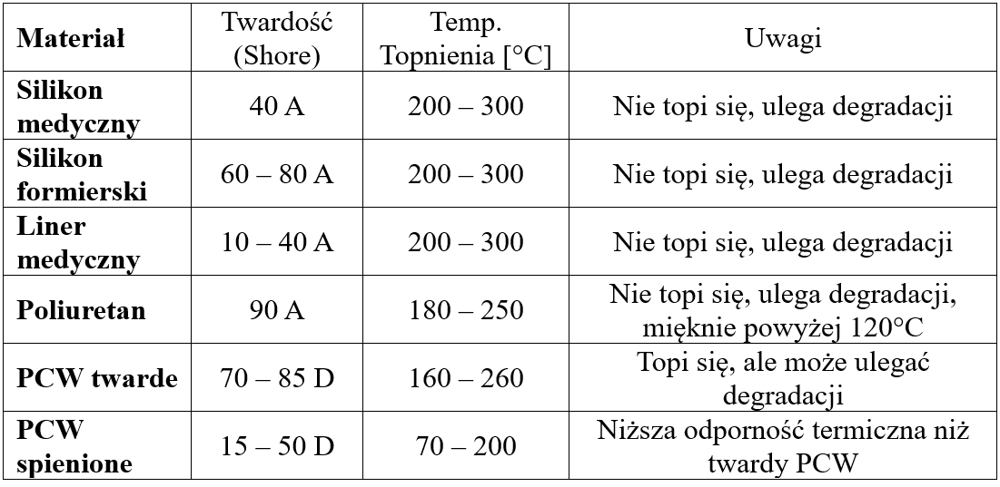 Materiał
Twardość
(Shore)
Temp.
Topnienia [°C]
Uwagi
Silikon
medyczny
40 A
200 – 300
Nie topi się, ulega degradacji
Silikon
formierski
60 – 80 A
200 – 300
Nie topi się, ulega degradacji
Liner
medyczny
10 – 40 A
200 – 300
Nie topi się, ulega degradacji
Poliuretan
90 A
180 – 250
Nie topi się, ulega degradacji,
mięknie powyżej 120°C
PCW twarde
70 – 85 D
160 – 260
Topi się, ale może ulegać
degradacji
PCW
spienione
15 – 50 D
70 – 200
Niższa odporność termiczna niż
twardy PCW